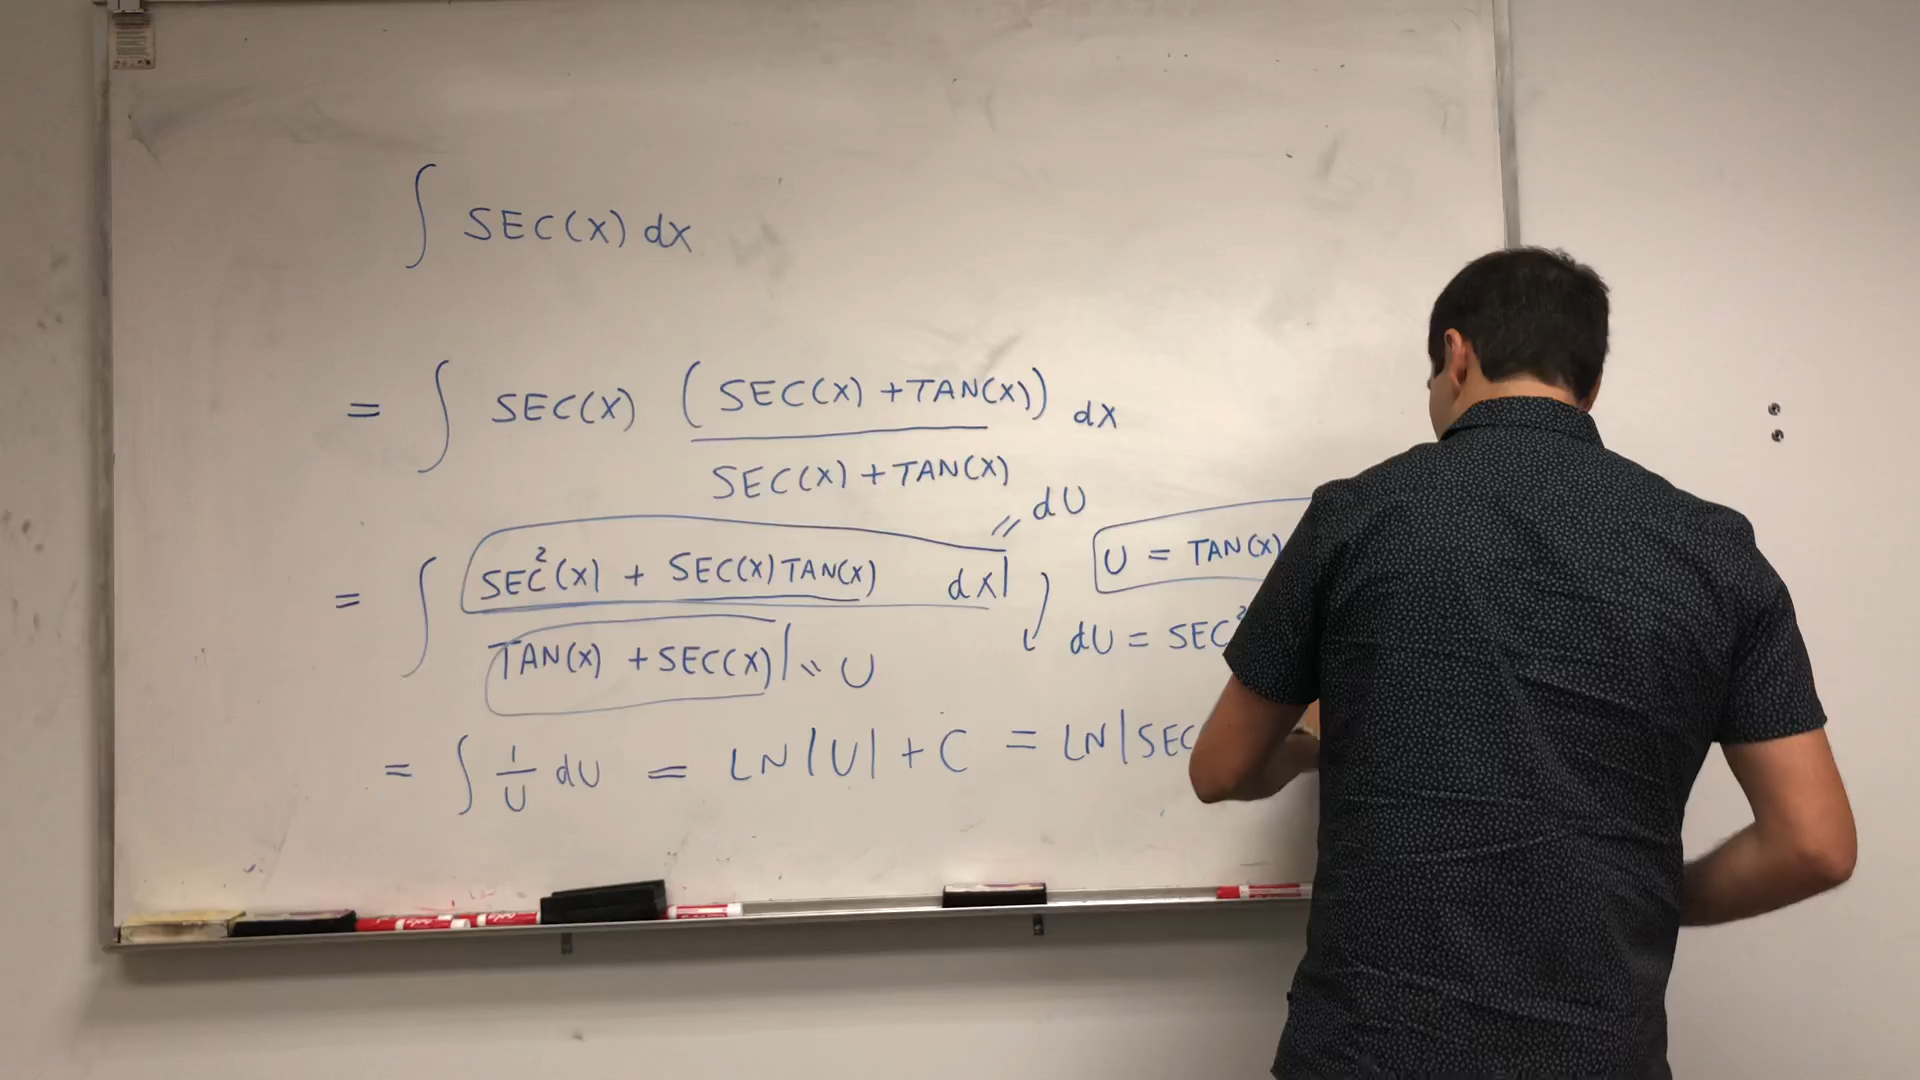 ∫ SEC(X) dX
= ∫ SEC(X) (SEC(X) + TAN(X)) dX
SEC(X) + TAN(X)
= ∫ SEC²(X) + SEC(X) TAN(X) dX = dU
TAN(X) + SEC(X) = U
U = TAN(X)
dU = SEC²
= ∫ 1/U dU = LN |U| + C = LN |SEC